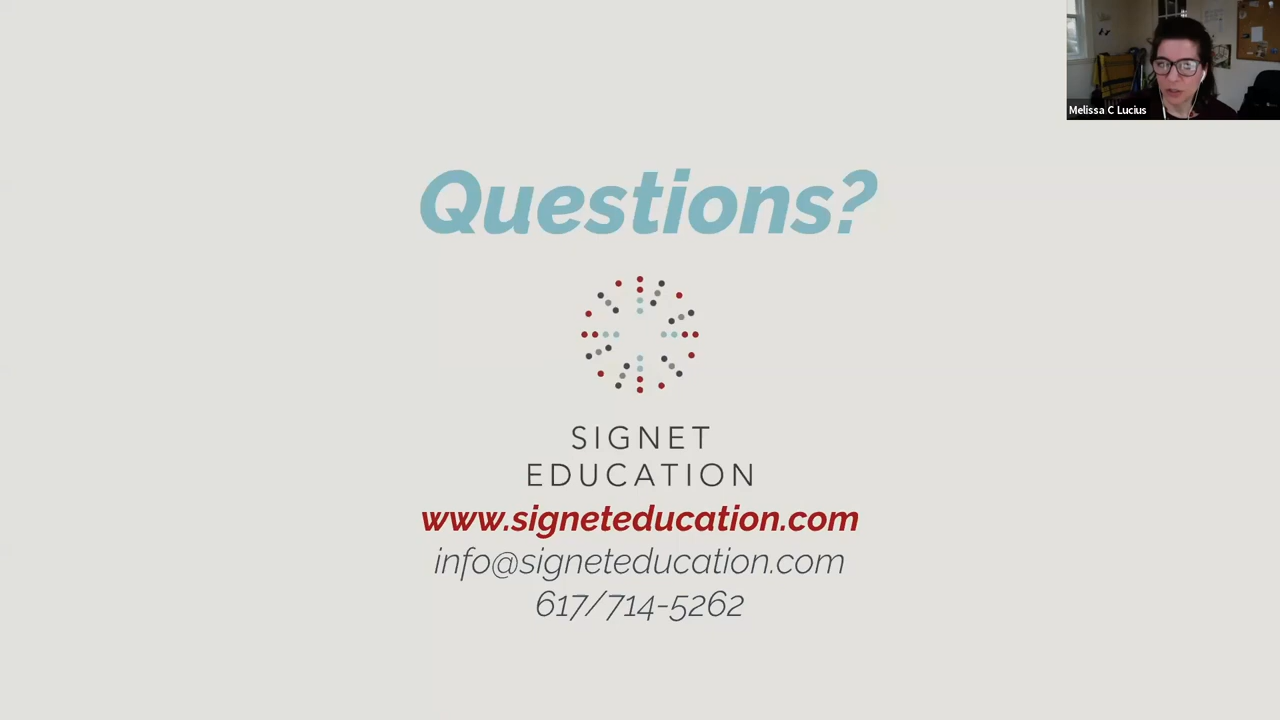 Melissa C Lucius
Questions?
SIGNET
EDUCATION
www.signeteducation.com
info@signeteducation.com
617/714-5262